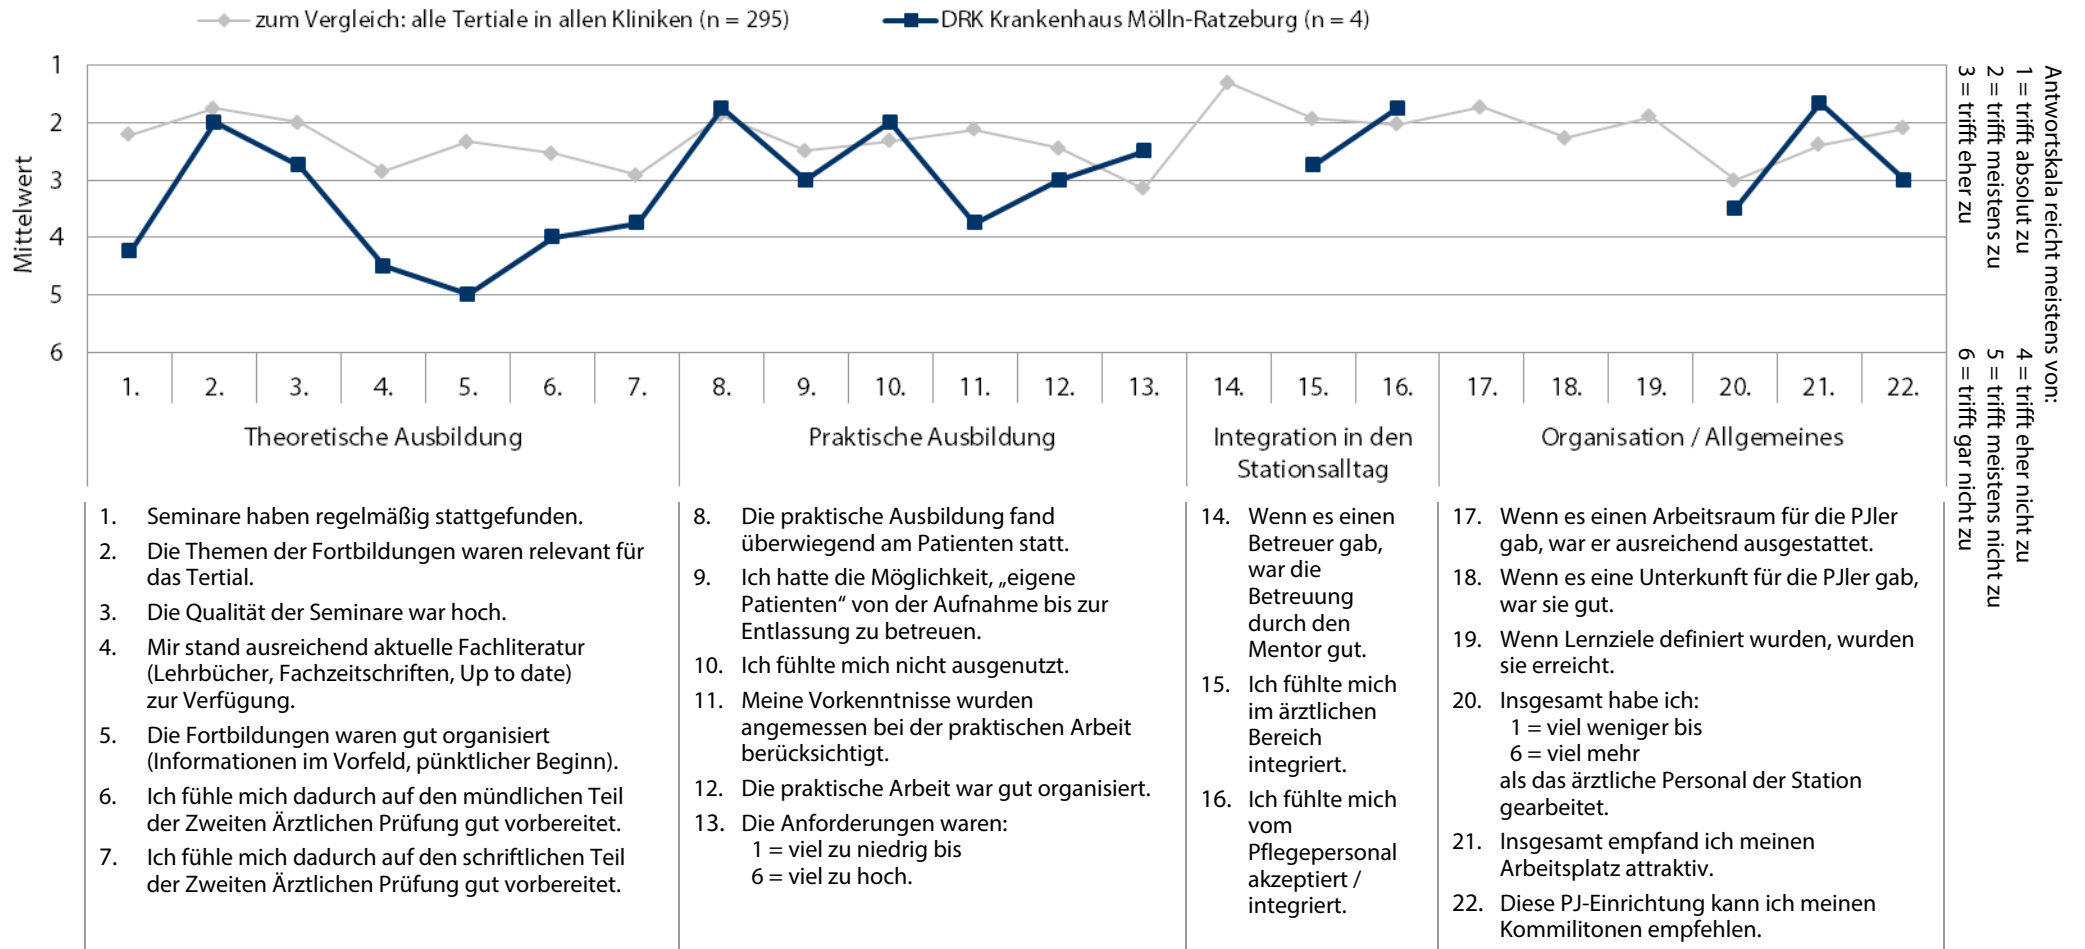 zum Vergleich: alle Tertiale in allen Kliniken (n = 295)
DRK Krankenhaus Mölln-Ratzeburg (n = 4)
Mittelwert
1
2
3
4
5
6
1. 2. 3. 4. 5. 6. 7. 8. 9. 10. 11. 12. 13. 14. 15. 16. 17. 18. 19. 20. 21. 22.
Theoretische Ausbildung
Praktische Ausbildung
Integration in den
Stationsalltag
Organisation / Allgemeines
Antwortskala reicht meistens von:
1 = trifft absolut zu
2 = trifft meistens zu
3 = trifft eher zu
4 = trifft eher nicht zu
5 = trifft meistens nicht zu
6 = trifft gar nicht zu
1. Seminare haben regelmäßig stattgefunden.
2. Die Themen der Fortbildungen waren relevant für
das Tertial.
3. Die Qualität der Seminare war hoch.
4. Mir stand ausreichend aktuelle Fachliteratur
(Lehrbücher, Fachzeitschriften, Up to date)
zur Verfügung.
5. Die Fortbildungen waren gut organisiert
(Informationen im Vorfeld, pünktlicher Beginn).
6. Ich fühle mich dadurch auf den mündlichen Teil
der Zweiten Ärztlichen Prüfung gut vorbereitet.
7. Ich fühle mich dadurch auf den schriftlichen Teil
der Zweiten Ärztlichen Prüfung gut vorbereitet.
8. Die praktische Ausbildung fand
überwiegend am Patienten statt.
9. Ich hatte die Möglichkeit, „eigene
Patienten“ von der Aufnahme bis zur
Entlassung zu betreuen.
10. Ich fühlte mich nicht ausgenutzt.
11. Meine Vorkenntnisse wurden
angemessen bei der praktischen Arbeit
berücksichtigt.
12. Die praktische Arbeit war gut organisiert.
13. Die Anforderungen waren:
1 = viel zu niedrig bis
6 = viel zu hoch.
14. Wenn es einen
Betreuer gab,
war die
Betreuung
durch den
Mentor gut.
15. Ich fühlte mich
im ärztlichen
Bereich
integriert.
16. Ich fühlte mich
vom
Pflegepersonal
akzeptiert /
integriert.
17. Wenn es einen Arbeitsraum für die PJler
gab, war er ausreichend ausgestattet.
18. Wenn es eine Unterkunft für die PJler gab,
war sie gut.
19. Wenn Lernziele definiert wurden, wurden
sie erreicht.
20. Insgesamt habe ich:
1 = viel weniger bis
6 = viel mehr
als das ärztliche Personal der Station
gearbeitet.
21. Insgesamt empfand ich meinen
Arbeitsplatz attraktiv.
22. Diese PJ-Einrichtung kann ich meinen
Kommilitonen empfehlen.